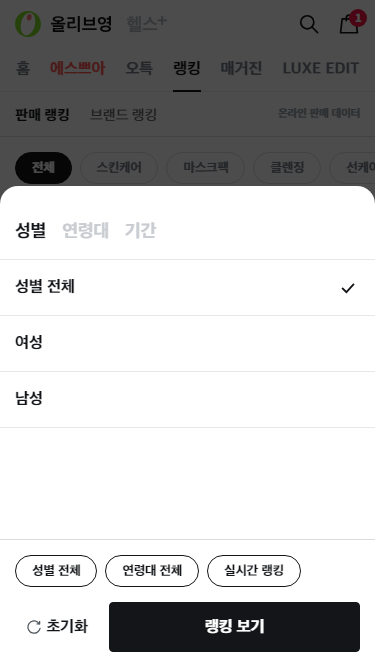 올리브영 헬스+
1
홈 에스쁘아 오특 랭킹 매거진 LUXE EDIT
판매 랭킹 브랜드 랭킹 온라인 판매 데이터
전체 스킨케어 마스크팩 클렌징 선케어
성별 연령대 기간
성별 전체
여성
남성
성별 전체 연령대 전체 실시간 랭킹
초기화 랭킹 보기